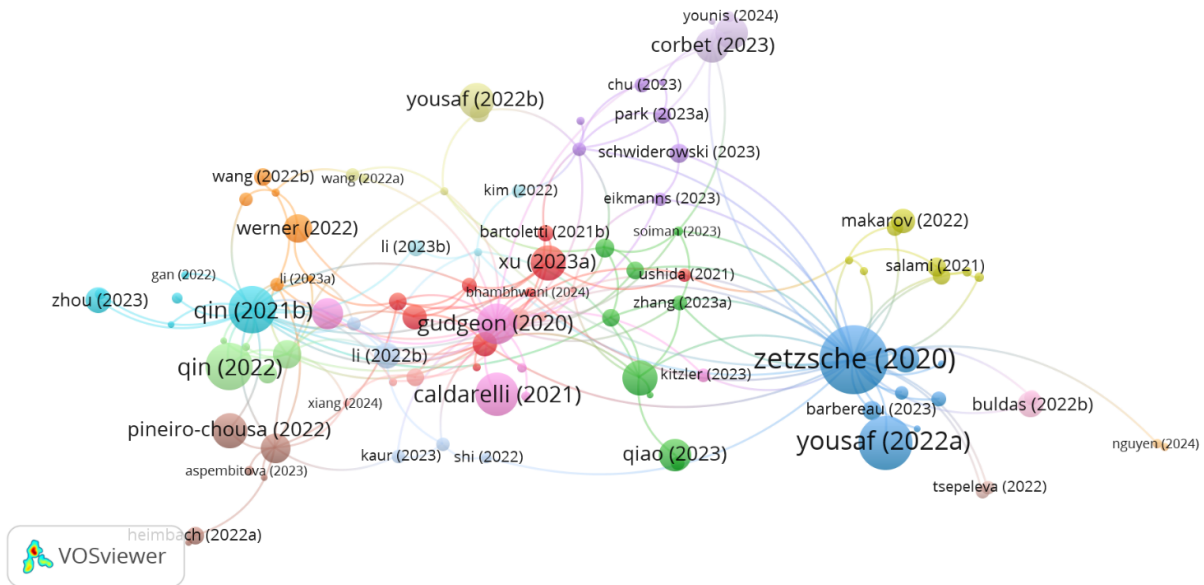 younis (2024)
corbet (2023)
chu (2023)
yousaf (2022b)
park (2023a)
schwiderowski (2023)
wang (2022b)
wang (2022a)
kim (2022)
eikmanns (2023)
makarov (2022)
werner (2022)
bartoletti (2021b)
soiman (2023)
li (2023b)
xu (2023a)
salami (2021)
gan (2022)
li (2023a)
ushida (2021)
bhambhwani (2024)
zhou (2023)
qin (2021b)
zhang (2023a)
gudgeon (2020)
li (2022b)
zetzsche (2020)
qin (2022)
kitzler (2023)
caldarelli (2021)
xiang (2024)
barbereau (2023)
buldas (2022b)
pineiro-chousa (2022)
yousaf (2022a)
nguyen (2024)
kaur (2023)
shi (2022)
qiao (2023)
aspembitova (2023)
tsepeleva (2022)
heimbach (2022a)
VOSviewer